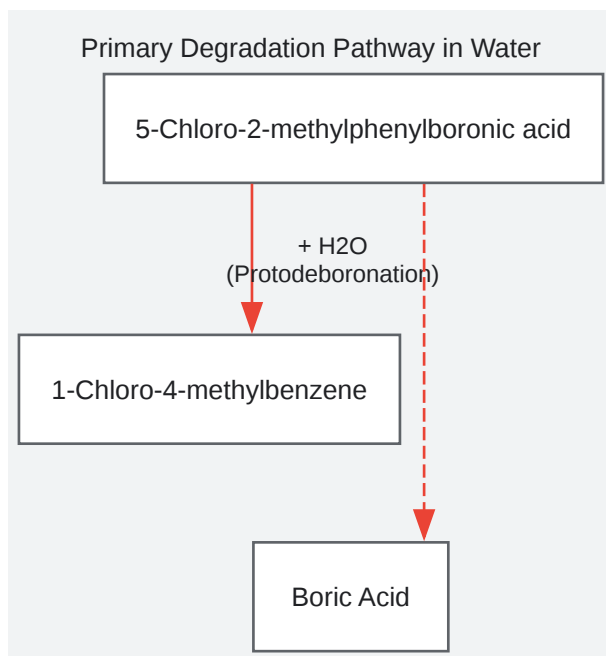 Primary Degradation Pathway in Water
5-Chloro-2-methylphenylboronic acid
+ H2O
(Protodeboronation)
1-Chloro-4-methylbenzene
Boric Acid